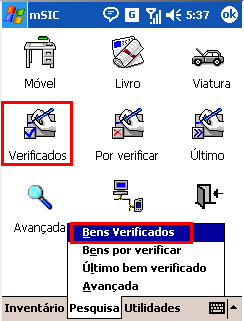 mSIC G 5:37 ok
Móvel Livro Viatura
Verificados Por verificar Último
Avançada
Bens Verificados
Bens por verificar
Último bem verificado
Avançada
Inventário Pesquisa Utilidades